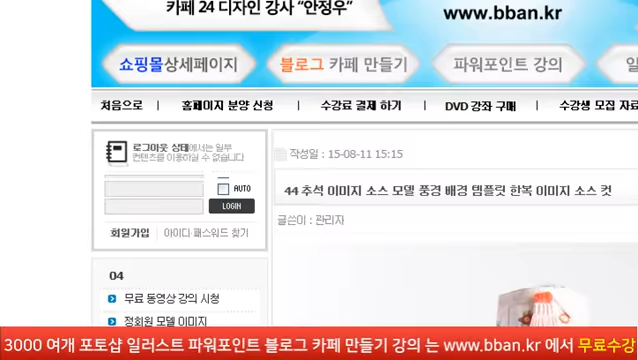 카페 24 디자인 강사 "안정우"
www.bban.kr
쇼핑몰상세페이지
블로그 카페 만들기
파워포인트 강의
일
처음으로 | 홈페이지 분양 신청 | 수강료 결제 하기 | DVD 강좌 구매 | 수강생 모집 자료
로그아웃 상태에서는 일부
컨텐츠를 이용하실 수 없습니다
AUTO
LOGIN
회원가입 | 아이디·패스워드 찾기
작성일 : 15-08-11 15:15
44 추석 이미지 소스 모델 풍경 배경 템플릿 한복 이미지 소스 컷
글쓴이 : 관리자
04
무료 동영상 강의 시청
정회원 모델 이미지
3000 여개 포토샵 일러스트 파워포인트 블로그 카페 만들기 강의 는 www.bban.kr 에서 무료수강